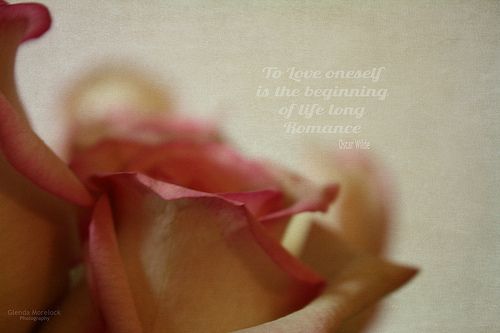 To Love oneself
is the beginning
of life long
Romance
Oscar Wilde
Glenda Morelock
Photography